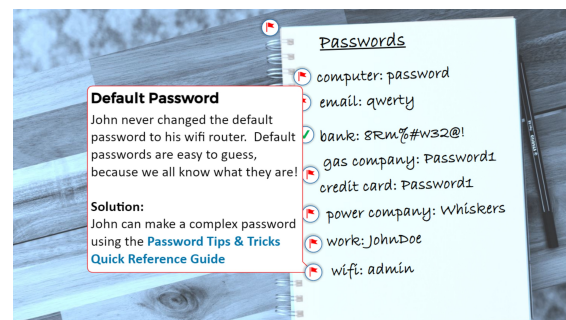 Passwords
computer: password
email: qwerty
bank: 8Rm%#W32@!
gas company: Password1
credit card: Password1
power company: Whiskers
work: JohnDoe
wifi: admin
Default Password
John never changed the default
password to his wifi router. Default
passwords are easy to guess,
because we all know what they are!
Solution:
John can make a complex password
using the Password Tips & Tricks
Quick Reference Guide